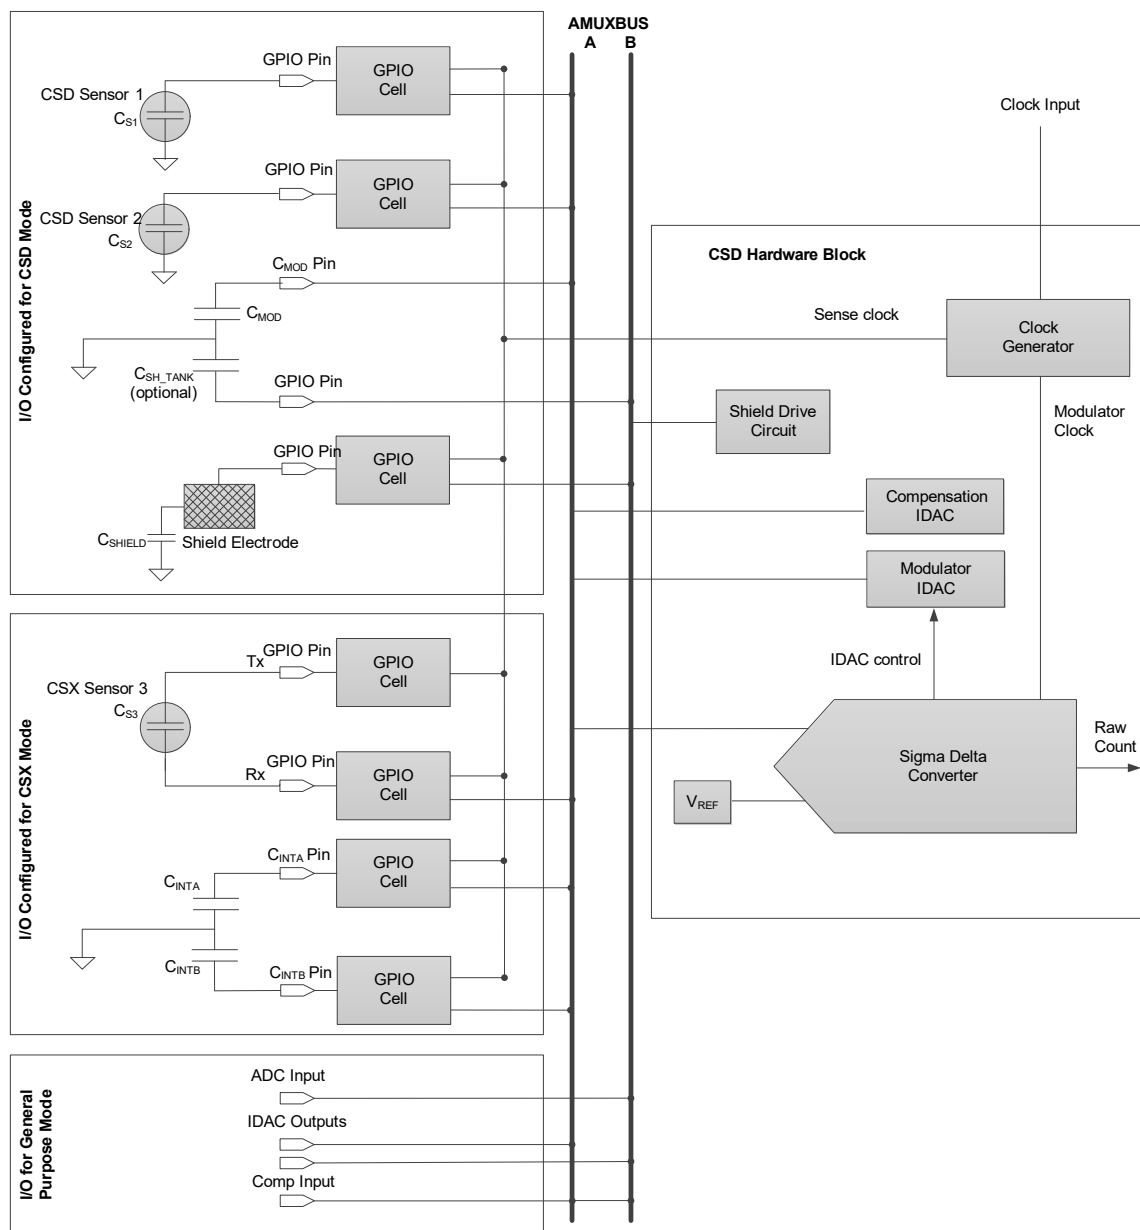 AMUXBUS
A B
I/O Configured for CSD Mode
GPIO Pin
GPIO
Cell
CSD Sensor 1
CS1
GPIO Pin
GPIO
Cell
CSD Sensor 2
CS2
CMOD Pin
CMOD
CSH_TANK
(optional)
GPIO Pin
GPIO Pin
GPIO
Cell
CSHIELD
Shield Electrode
I/O Configured for CSX Mode
GPIO Pin
Tx
GPIO
Cell
CSX Sensor 3
CS3
GPIO Pin
Rx
GPIO
Cell
CINTA Pin
GPIO
Cell
CINTA
CINTB
CINTB Pin
GPIO
Cell
I/O for General
Purpose Mode
ADC Input
IDAC Outputs
Comp Input
Clock Input
CSD Hardware Block
Sense clock
Clock
Generator
Shield Drive
Circuit
Modulator
Clock
Compensation
IDAC
Modulator
IDAC
IDAC control
Sigma Delta
Converter
Raw
Count
VREF